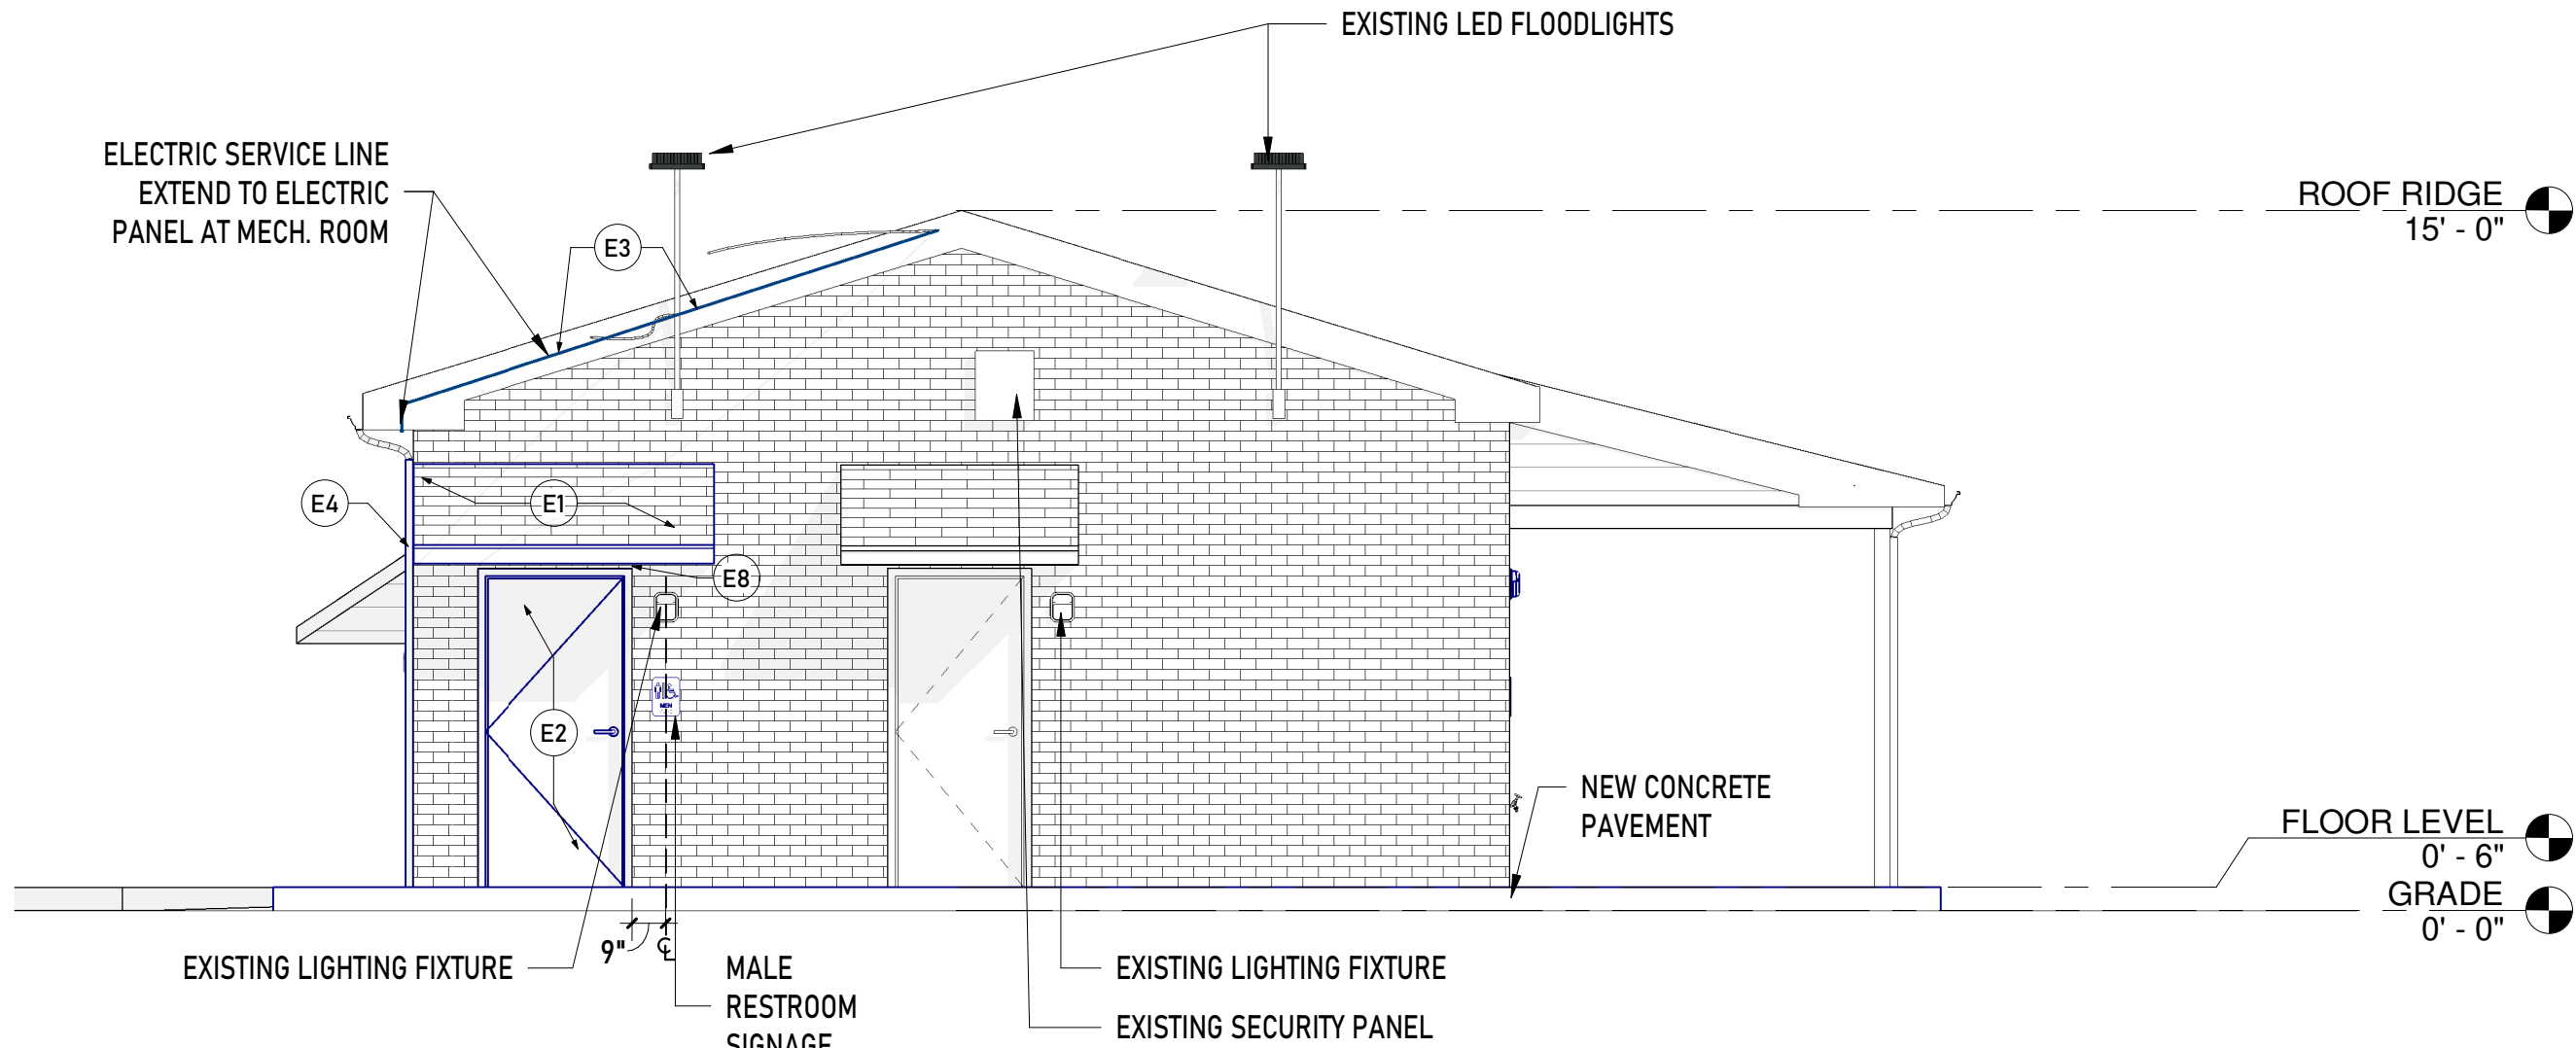 EXISTING LED FLOODLIGHTS
ELECTRIC SERVICE LINE
EXTEND TO ELECTRIC
PANEL AT MECH. ROOM
ROOF RIDGE
15' - 0"
E3
E4
E1
E8
E2
MEN
NEW CONCRETE
PAVEMENT
FLOOR LEVEL
0' - 6"
GRADE
0' - 0"
9"
℄
EXISTING LIGHTING FIXTURE
MALE
RESTROOM
SIGNAGE
EXISTING LIGHTING FIXTURE
EXISTING SECURITY PANEL